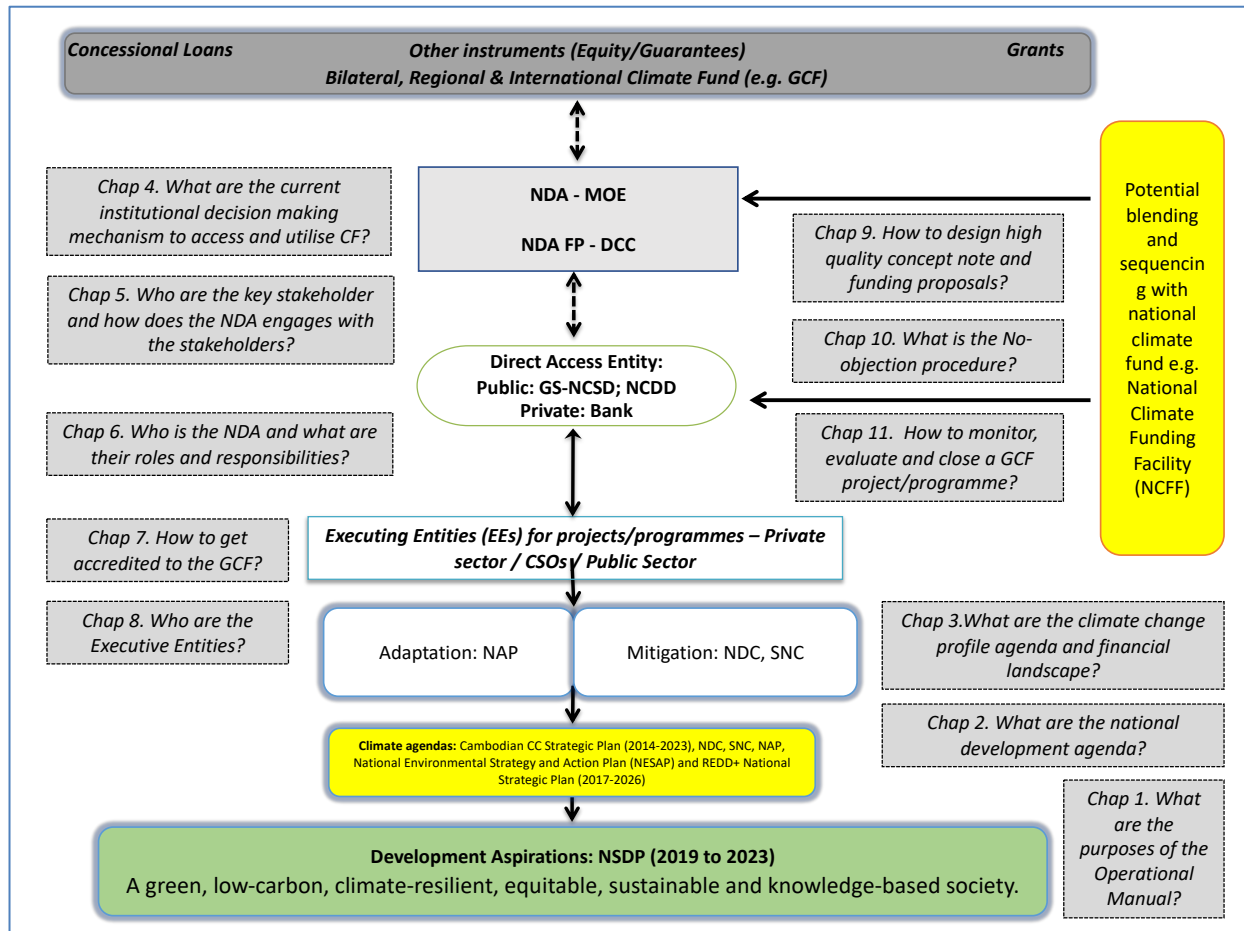 Concessional Loans Other instruments (Equity/Guarantees) Grants
Bilateral, Regional & International Climate Fund (e.g. GCF)
NDA - MOE
NDA FP - DCC
Chap 4. What are the current
institutional decision making
mechanism to access and utilise CF?
Chap 5. Who are the key stakeholder
and how does the NDA engages with
the stakeholders?
Chap 9. How to design high
quality concept note and
funding proposals?
Chap 10. What is the No-
objection procedure?
Potential
blending
and
sequencin
g with
national
climate
fund e.g.
National
Climate
Funding
Facility
(NCFF)
Direct Access Entity:
Public: GS-NCSD; NCDD
Private: Bank
Chap 6. Who is the NDA and what are
their roles and responsibilities?
Chap 11. How to monitor,
evaluate and close a GCF
project/programme?
Chap 7. How to get
accredited to the GCF?
Executing Entities (EEs) for projects/programmes – Private
sector / CSOs / Public Sector
Chap 8. Who are the
Executive Entities?
Adaptation: NAP
Mitigation: NDC, SNC
Chap 3.What are the climate change
profile agenda and financial
landscape?
Chap 2. What are the national
development agenda?
Climate agendas: Cambodian CC Strategic Plan (2014-2023), NDC, SNC, NAP,
National Environmental Strategy and Action Plan (NESAP) and REDD+ National
Strategic Plan (2017-2026)
Chap 1. What
are the
purposes of the
Operational
Manual?
Development Aspirations: NSDP (2019 to 2023)
A green, low-carbon, climate-resilient, equitable, sustainable and knowledge-based society.